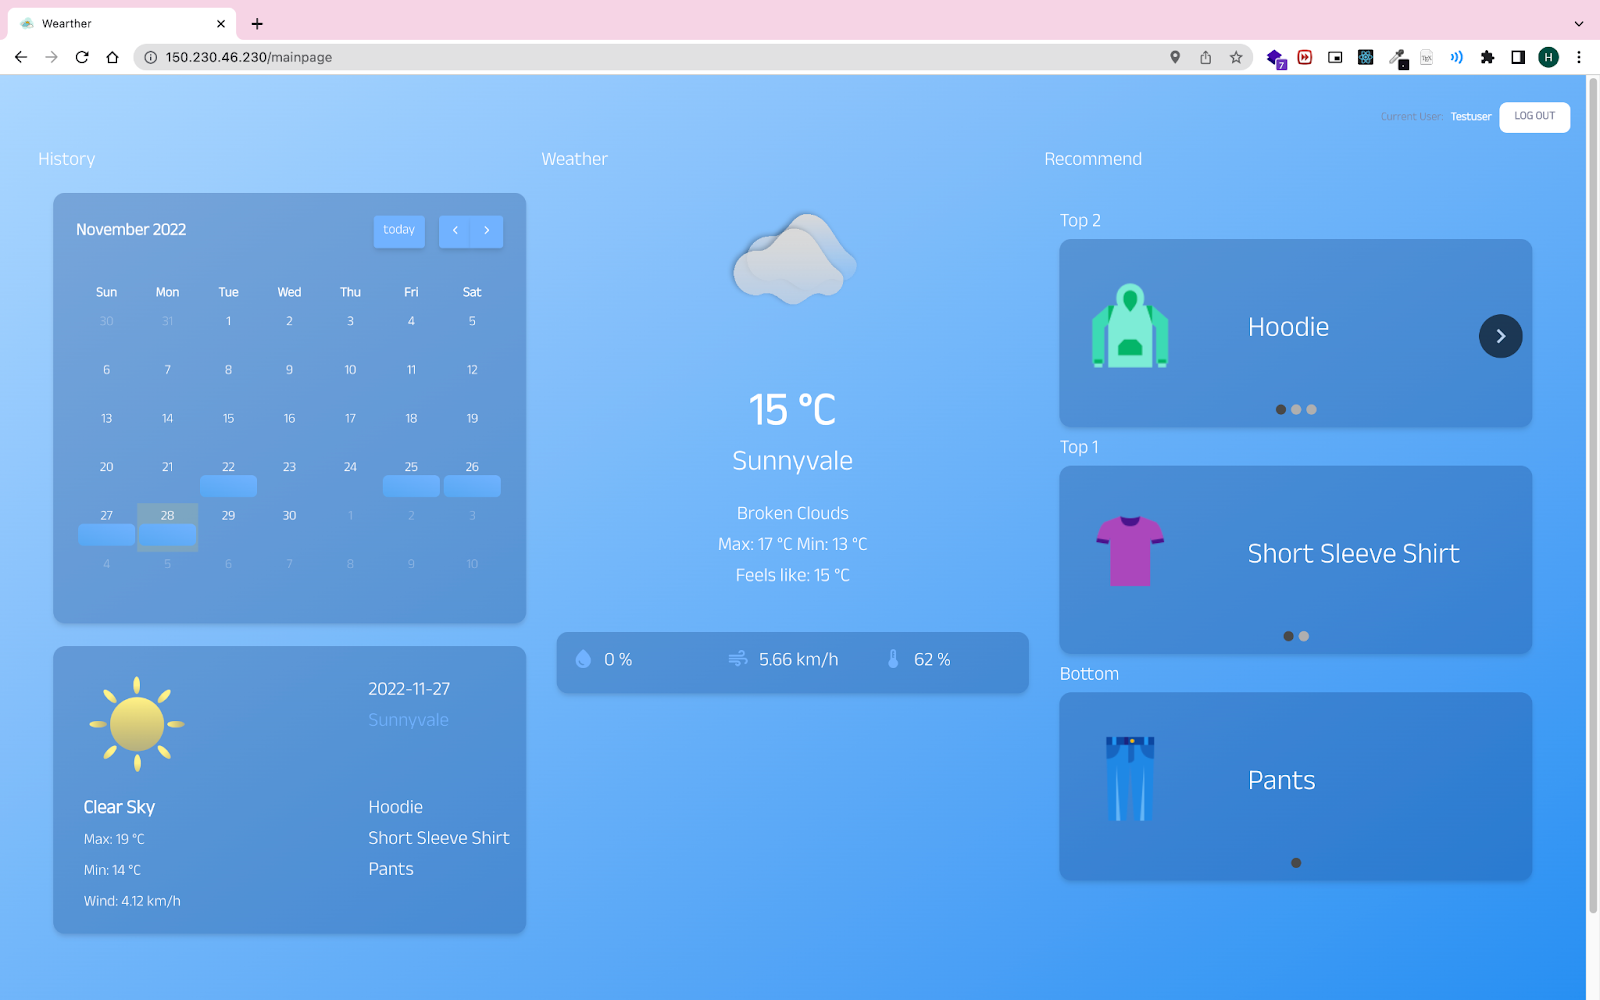 Wearther
150.230.46.230/mainpage
7
H
Current User: Testuser
LOG OUT
History
November 2022
today
Sun Mon Tue Wed Thu Fri Sat
30 31 1 2 3 4 5
6 7 8 9 10 11 12
13 14 15 16 17 18 19
20 21 22 23 24 25 26
27 28 29 30 1 2 3
4 5 6 7 8 9 10
2022-11-27
Sunnyvale
Clear Sky
Max: 19 °C
Min: 14 °C
Wind: 4.12 km/h
Hoodie
Short Sleeve Shirt
Pants
Weather
15 °C
Sunnyvale
Broken Clouds
Max: 17 °C Min: 13 °C
Feels like: 15 °C
0 % 5.66 km/h 62 %
Recommend
Top 2
Hoodie
Top 1
Short Sleeve Shirt
Bottom
Pants